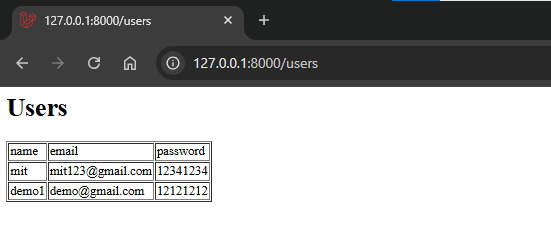 127.0.0.1:8000/users
127.0.0.1:8000/users
Users
name email password
mit mit123@gmail.com 12341234
demo1 demo@gmail.com 12121212